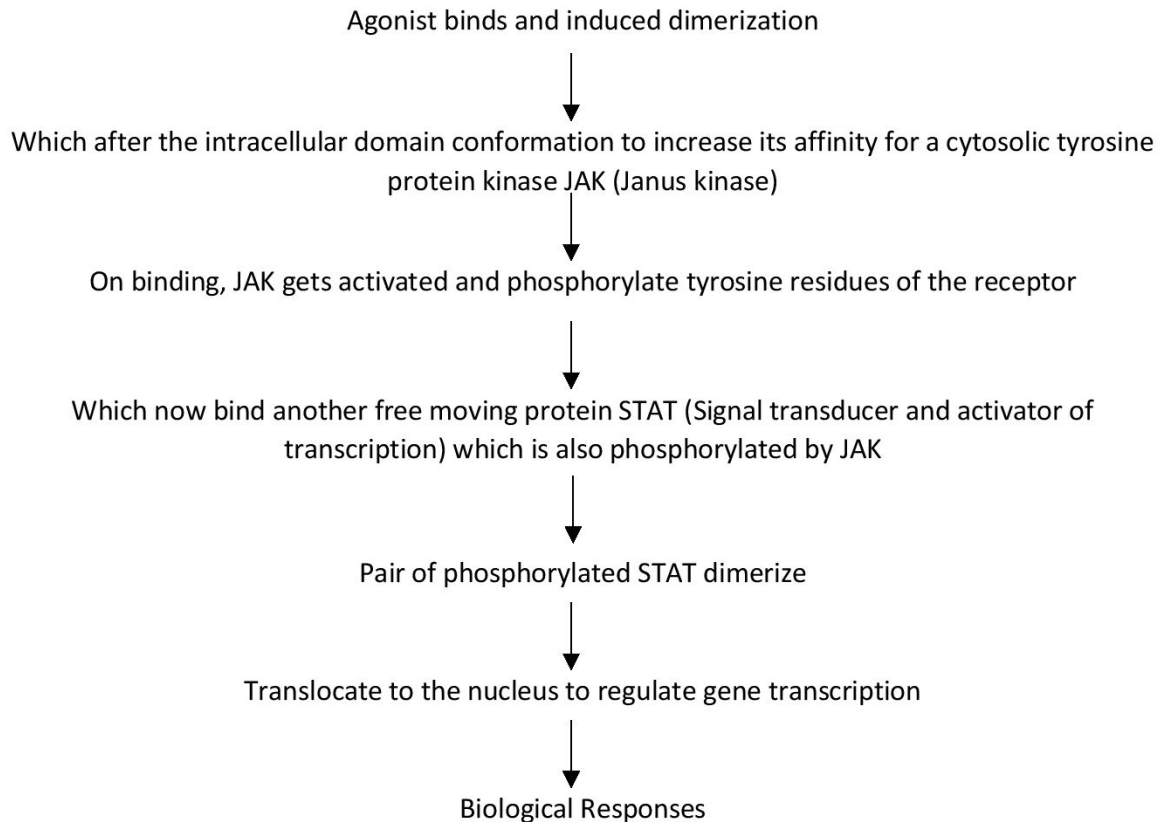 Agonist binds and induced dimerization
Which after the intracellular domain conformation to increase its affinity for a cytosolic tyrosine
protein kinase JAK (Janus kinase)
On binding, JAK gets activated and phosphorylate tyrosine residues of the receptor
Which now bind another free moving protein STAT (Signal transducer and activator of
transcription) which is also phosphorylated by JAK
Pair of phosphorylated STAT dimerize
Translocate to the nucleus to regulate gene transcription
Biological Responses